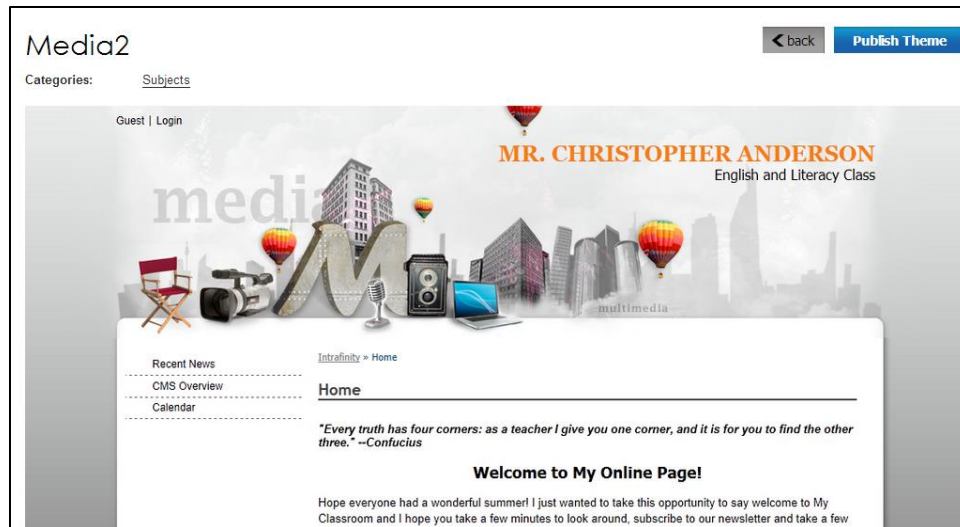 Media2
back
Publish Theme
Categories: Subjects
Guest | Login
MR. CHRISTOPHER ANDERSON
English and Literacy Class
media
M
multimedia
Recent News
CMS Overview
Calendar
Intrafinity » Home
Home
"Every truth has four corners: as a teacher I give you one corner, and it is for you to find the other
three." --Confucius
Welcome to My Online Page!
Hope everyone had a wonderful summer! I just wanted to take this opportunity to say welcome to My
Classroom and I hope you take a few minutes to look around, subscribe to our newsletter and take a few